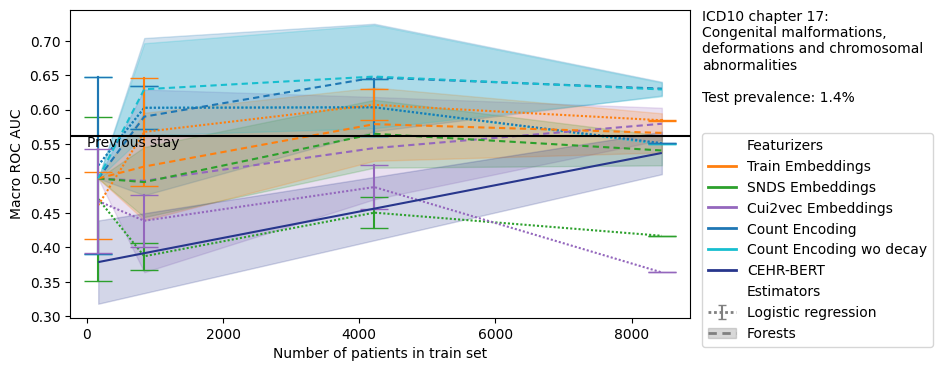 ICD10 chapter 17:
Congenital malformations,
deformations and chromosomal
abnormalities
Test prevalence: 1.4%
Macro ROC AUC
0.70
0.65
0.60
0.55
0.50
0.45
0.40
0.35
0.30
Previous stay
0
2000
4000
6000
8000
Number of patients in train set
Featurizers
Train Embeddings
SNDS Embeddings
Cui2vec Embeddings
Count Encoding
Count Encoding wo decay
CEHR-BERT
Estimators
Logistic regression
Forests